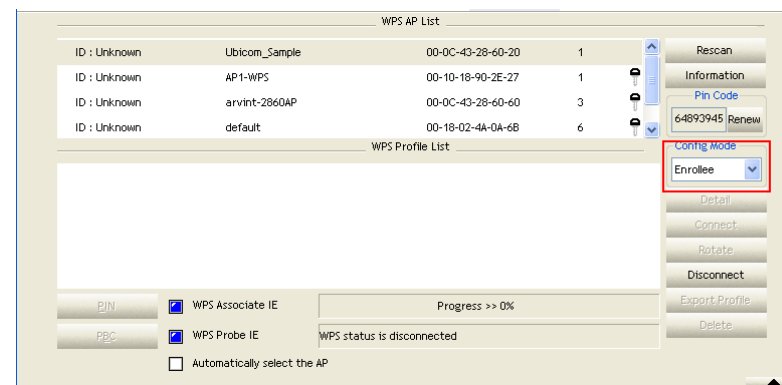 WPS AP List
ID : Unknown Ubicom_Sample 00-0C-43-28-60-20 1
ID : Unknown AP1-WPS 00-10-18-90-2E-27 1
ID : Unknown arvint-2860AP 00-0C-43-28-60-60 3
ID : Unknown default 00-18-02-4A-0A-6B 6
Rescan
Information
Pin Code
64893945 Renew
WPS Profile List
Config Mode
Enrollee
Detail
Connect
Rotate
Disconnect
Export Profile
Delete
PIN WPS Associate IE Progress >> 0%
PBC WPS Probe IE WPS status is disconnected
Automatically select the AP